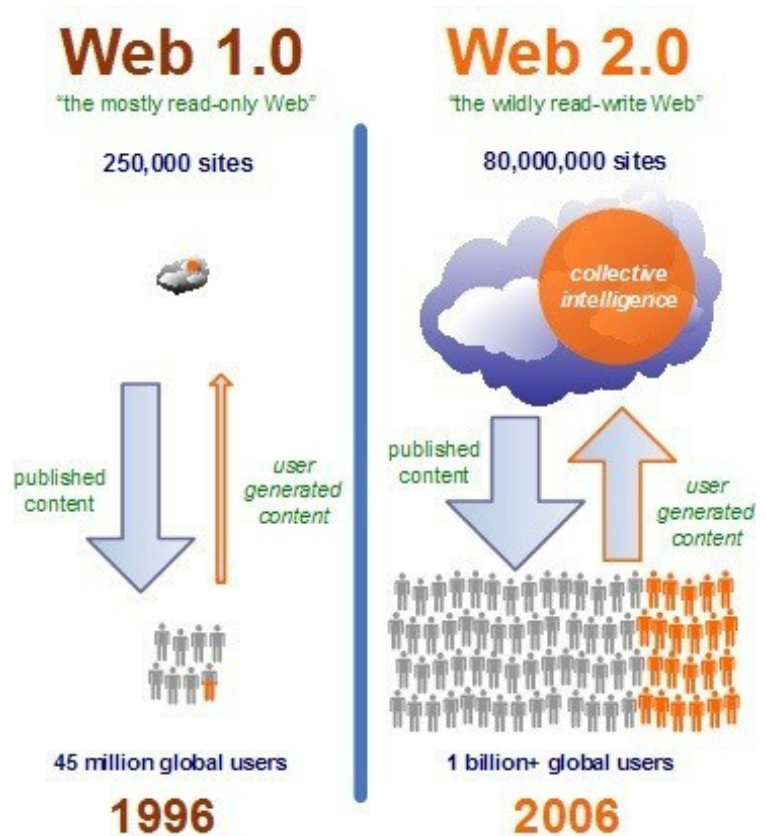 Web 1.0
"the mostly read-only Web"
250,000 sites
published
content
user
generated
content
45 million global users
1996
Web 2.0
"the wildly read-write Web"
80,000,000 sites
collective
intelligence
published
content
user
generated
content
1 billion+ global users
2006